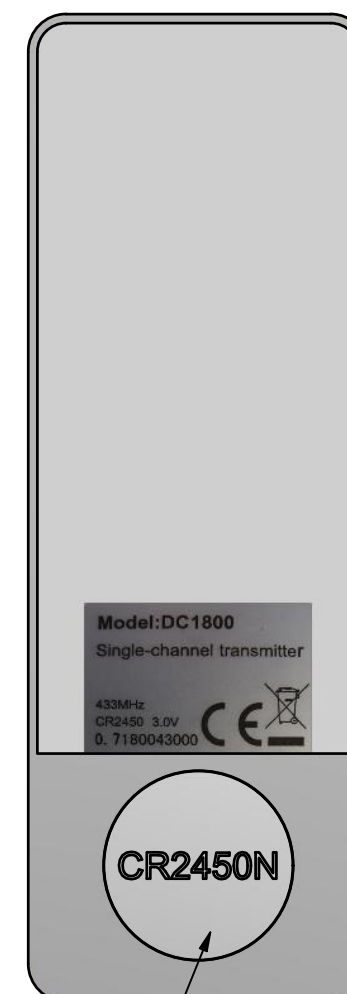 Model:DC1800
Single-channel transmitter
433MHz
CR2450 3.0V
0. 7180043000 CE
CR2450N